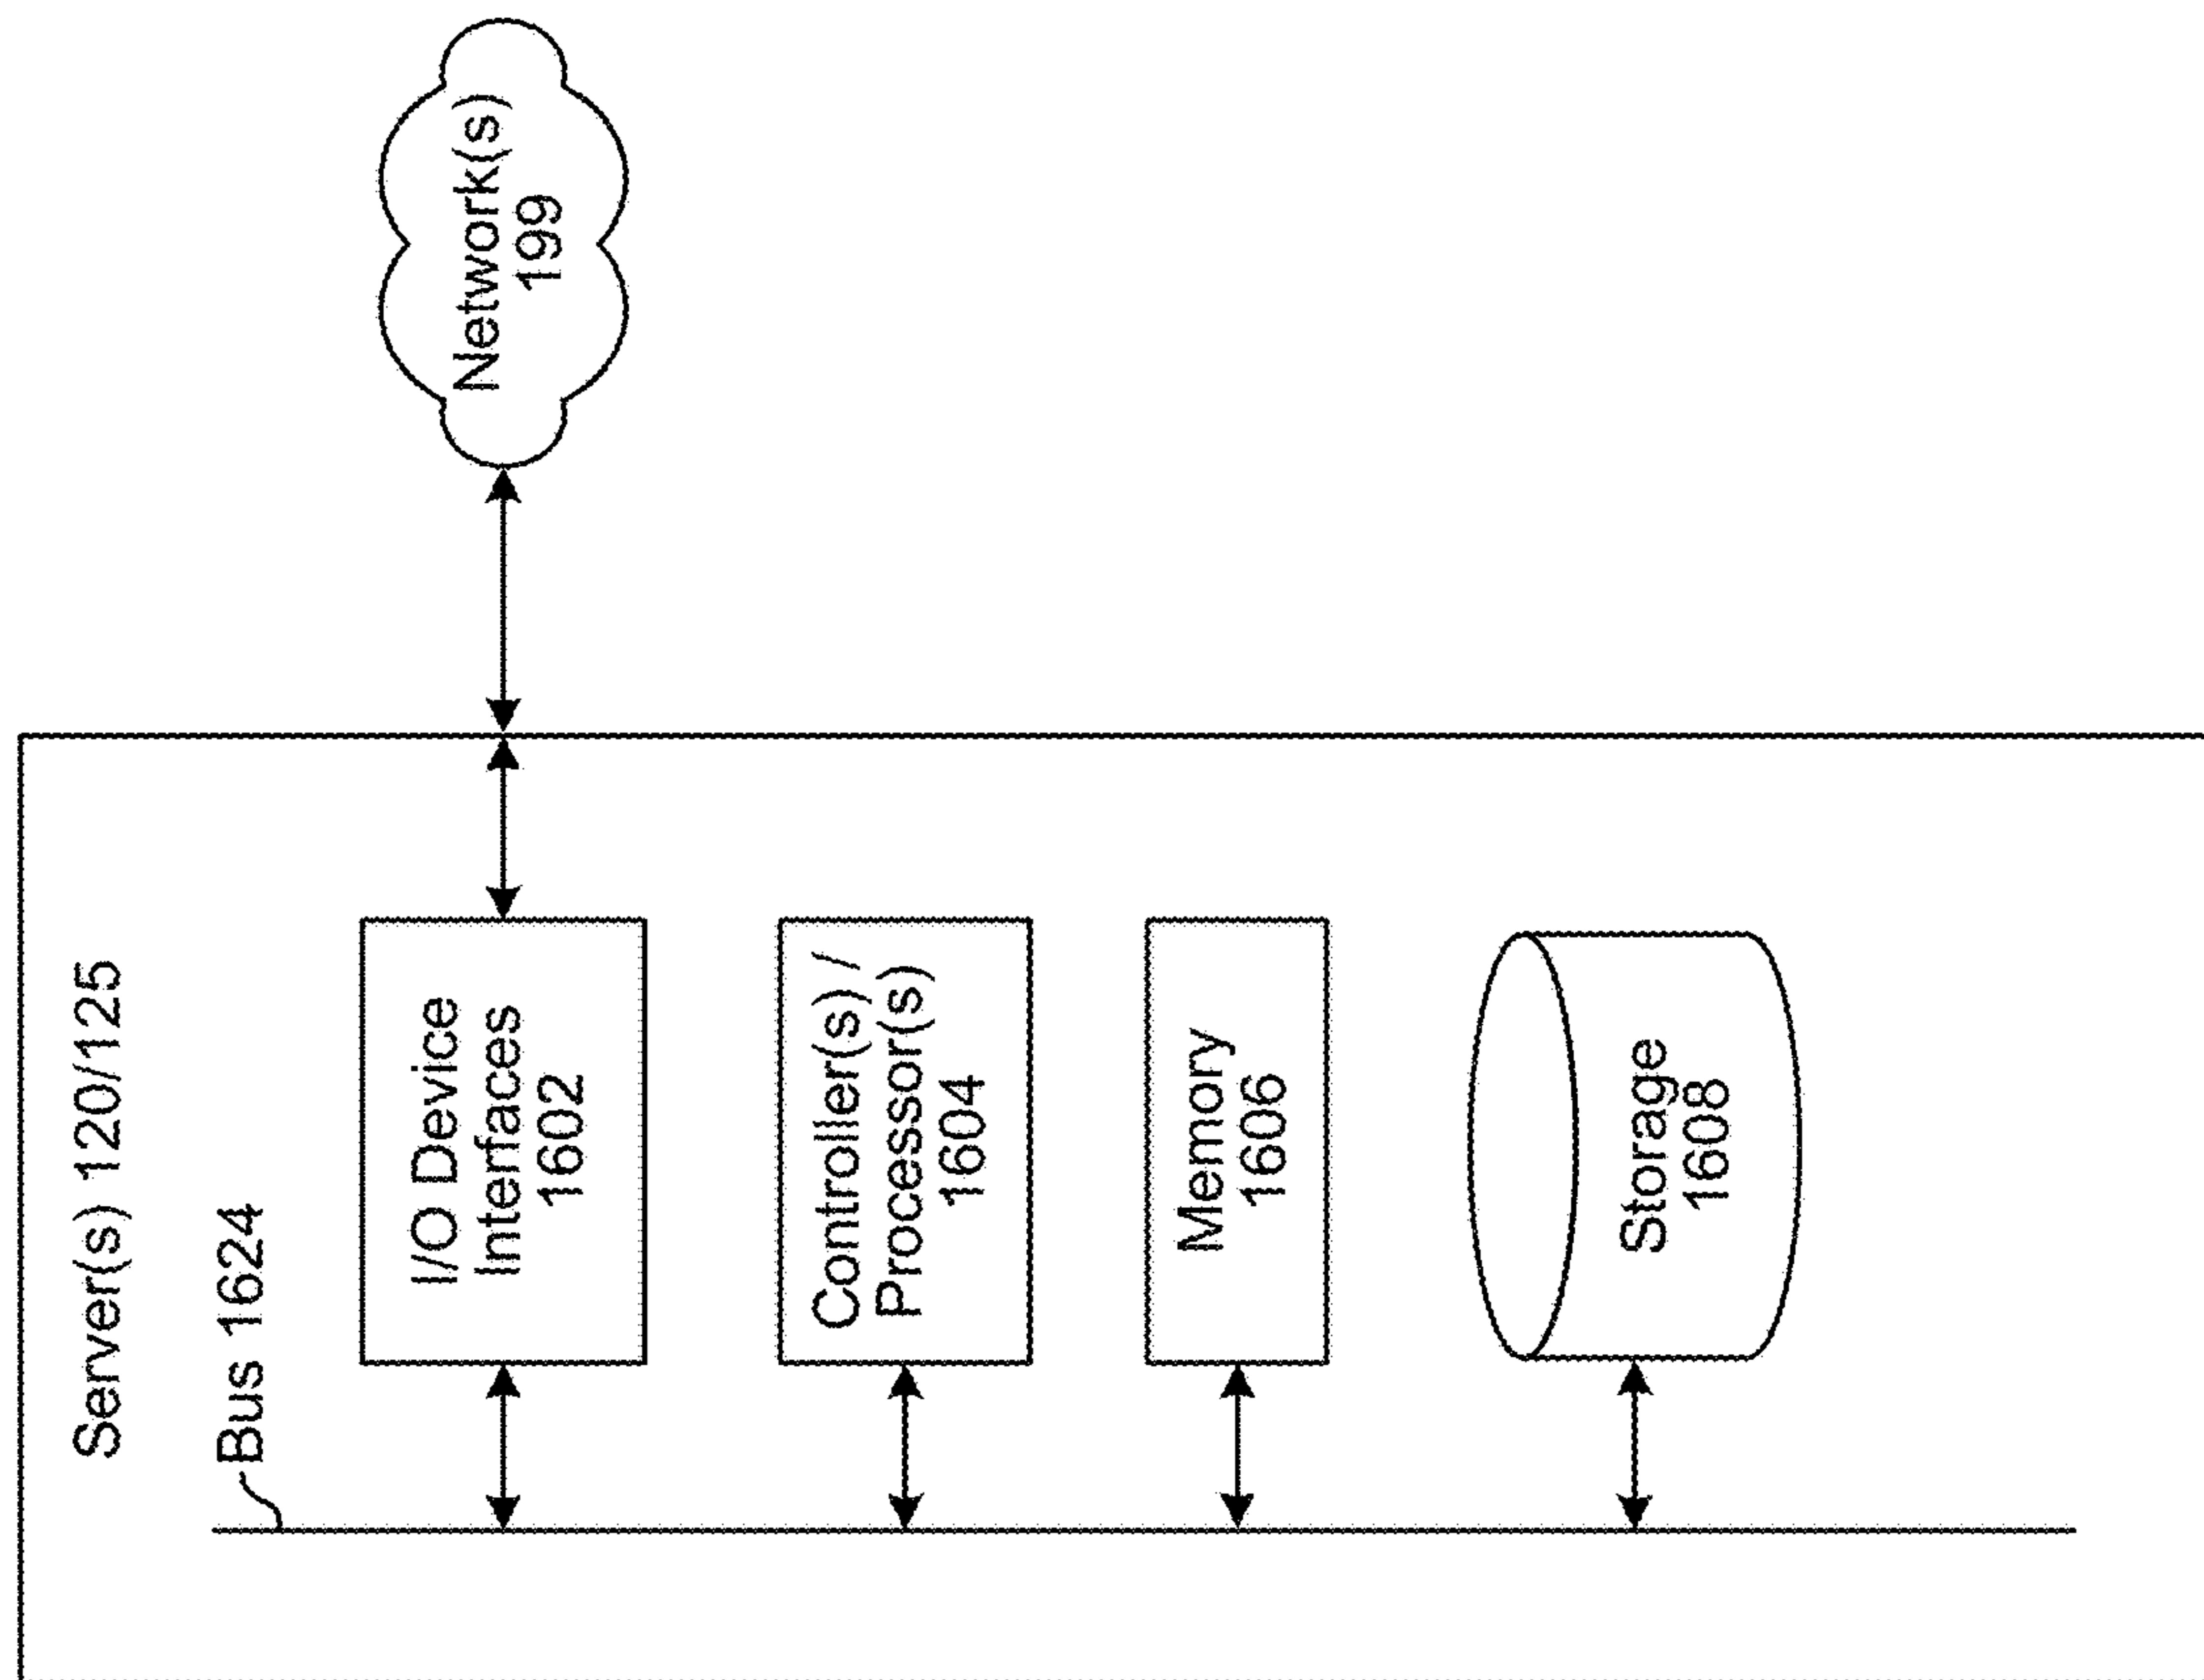 Server(s) 120/125
Bus 1624
I/O Device
Interfaces
1602
Network(s)
199
Controller(s) /
Processor(s)
1604
Memory
1606
Storage
1608